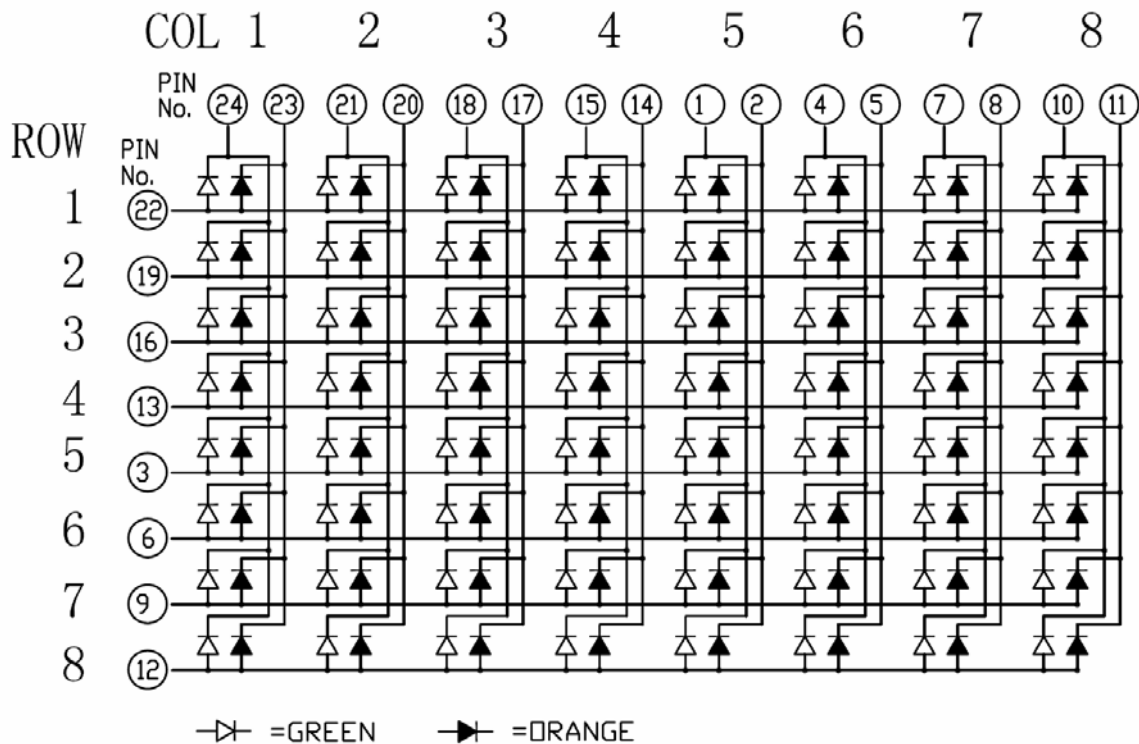 COL 1 2 3 4 5 6 7 8
PIN No. 24 23 21 20 18 17 15 14 1 2 4 5 7 8 10 11
ROW PIN No.
1 22
2 19
3 16
4 13
5 3
6 6
7 9
8 12
=GREEN =ORANGE